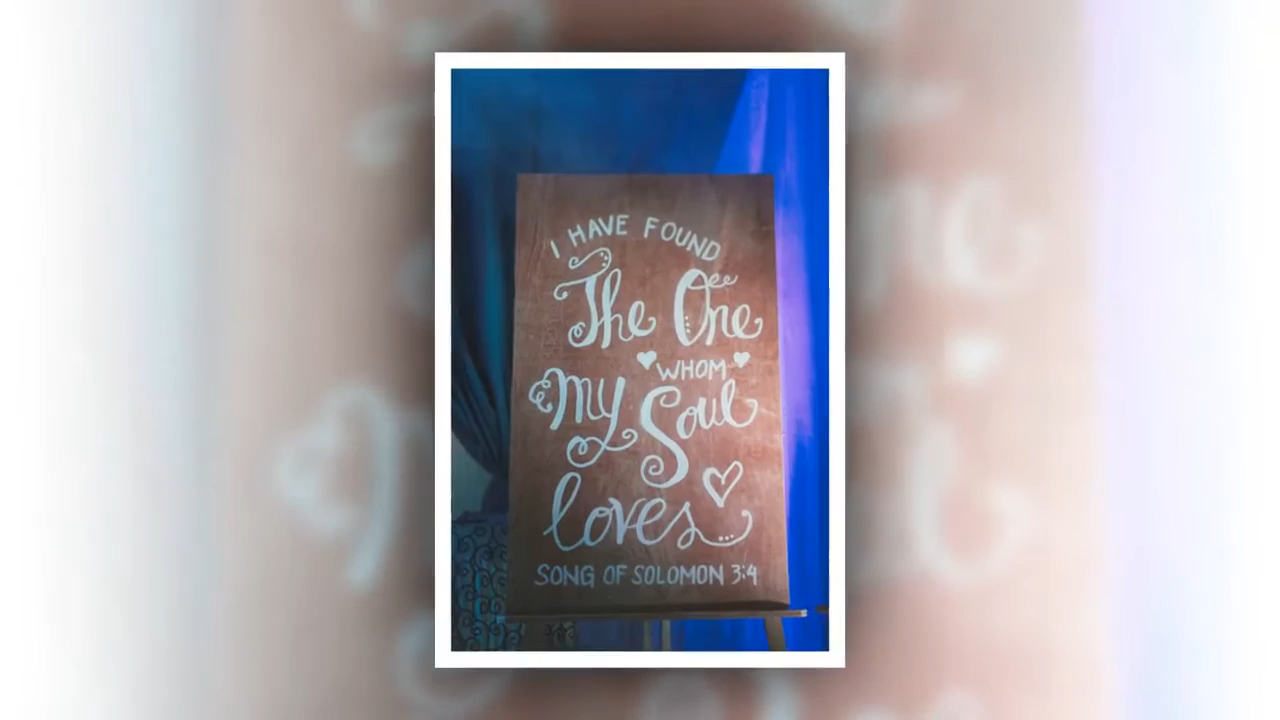 I HAVE FOUND
The One
WHOM
My Soul
loves...
SONG OF SOLOMON 3:4